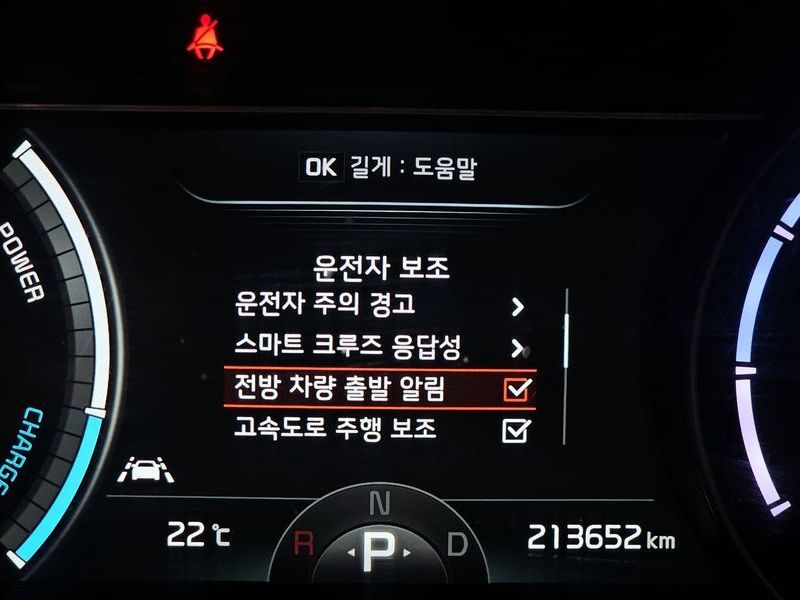 OK 길게 : 도움말
운전자 보조
운전자 주의 경고
스마트 크루즈 응답성
전방 차량 출발 알림
고속도로 주행 보조
POWER
CHARGE
22℃
N
R P D
213652 km